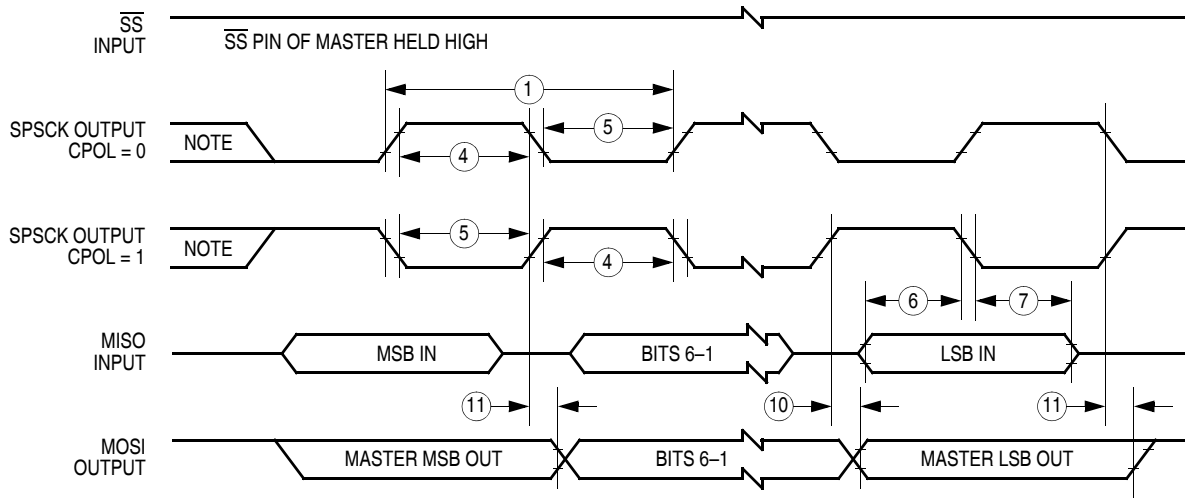 S̅S̅
INPUT
S̅S̅ PIN OF MASTER HELD HIGH
1
SPSCK OUTPUT
CPOL = 0
NOTE
5
4
SPSCK OUTPUT
CPOL = 1
NOTE
5
4
6
7
MISO
INPUT
MSB IN
BITS 6–1
LSB IN
11
10
11
MOSI
OUTPUT
MASTER MSB OUT
BITS 6–1
MASTER LSB OUT